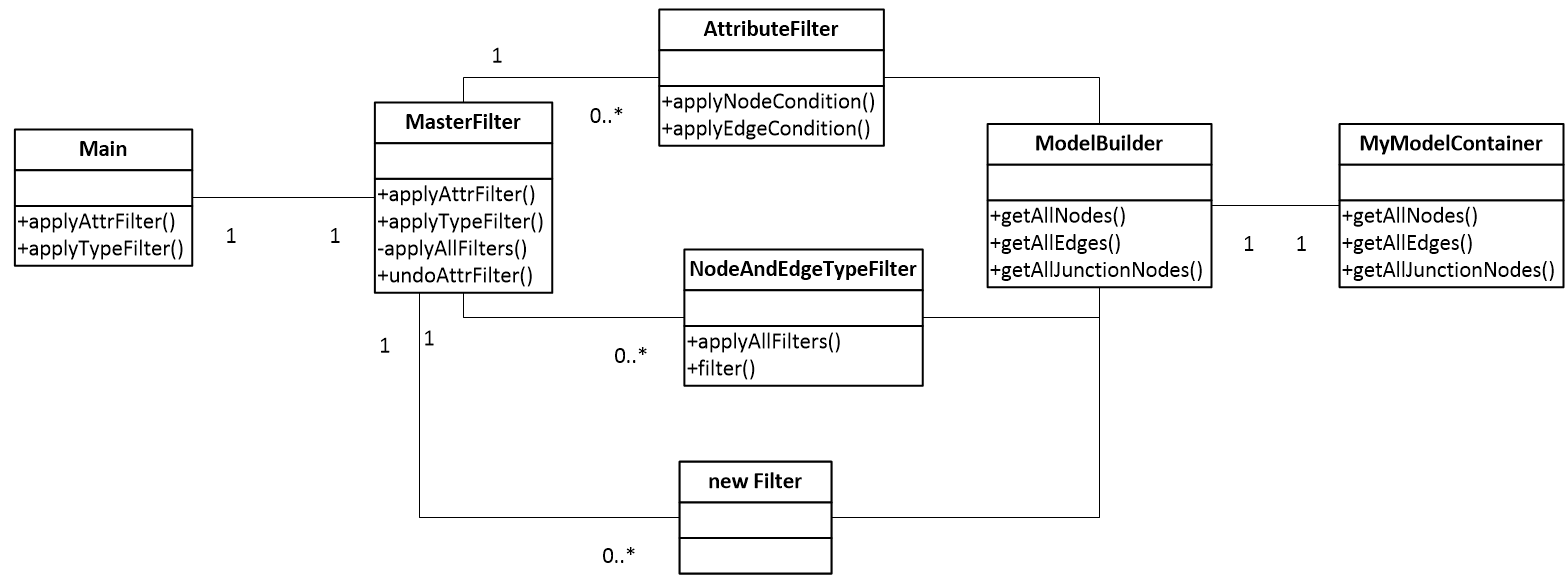 AttributeFilter
+applyNodeCondition()
+applyEdgeCondition()
1
0..*
MasterFilter
+applyAttrFilter()
+applyTypeFilter()
-applyAllFilters()
+undoAttrFilter()
Main
+applyAttrFilter()
+applyTypeFilter()
1
1
ModelBuilder
+getAllNodes()
+getAllEdges()
+getAllJunctionNodes()
1
1
MyModelContainer
+getAllNodes()
+getAllEdges()
+getAllJunctionNodes()
NodeAndEdgeTypeFilter
+applyAllFilters()
+filter()
1
1
0..*
new Filter
0..*